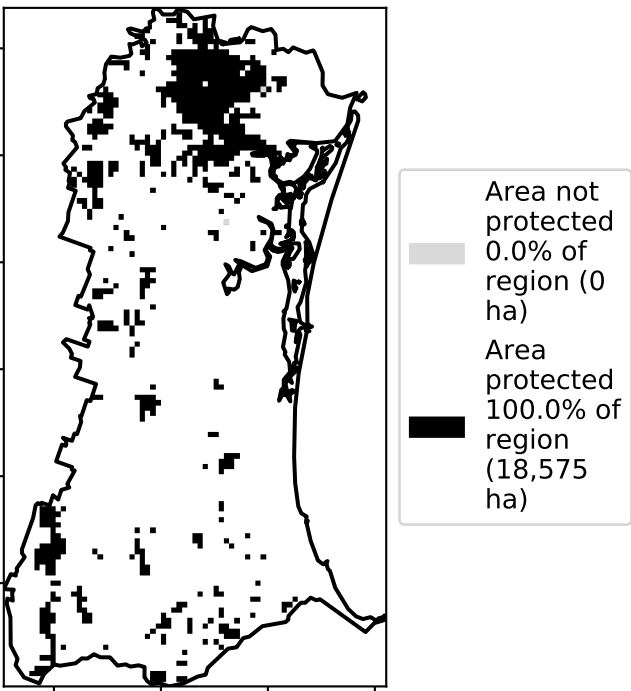 Area not
protected
0.0% of
region (0
ha)
Area
protected
100.0% of
region
(18,575
ha)